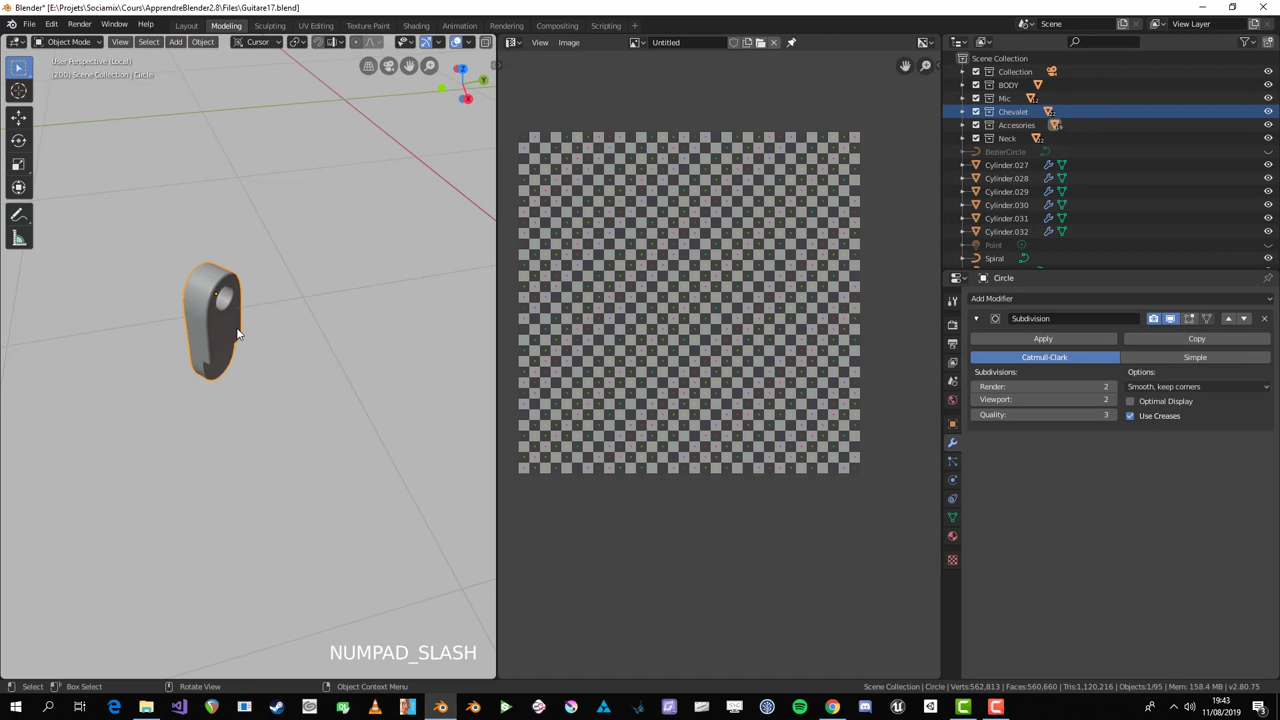 Blender* [E:\Projets\Sociamix\Cours\ApprendreBlender2.8\Files\Guitare17.blend]
File Edit Render Window Help Layout Modeling Sculpting UV Editing Texture Paint Shading Animation Rendering Compositing Scripting + Scene View Layer
Object Mode View Select Add Object Cursor
View Image Untitled
User Perspective (Local)
(200) Scene Collection | Circle
Z
Y
X
NUMPAD_SLASH
Scene Collection
Collection
BODY
Mic 12
Chevalet 22
Accesories
Neck 22
BezierCircle
Cylinder.027
Cylinder.028
Cylinder.029
Cylinder.030
Cylinder.031
Cylinder.032
Point
Spiral
Circle
Add Modifier
Subdivision
Apply Copy
Catmull-Clark Simple
Subdivisions: Options:
Render: 2 Smooth, keep corners
Viewport: 2 Optimal Display
Quality: 3 Use Creases
Select Box Select Rotate View Object Context Menu
Scene Collection | Circle | Verts:562,813 | Faces:560,660 | Tris:1,120,216 | Objects:1/95 | Mem: 158.4 MB | v2.80.75
19:43
11/08/2019